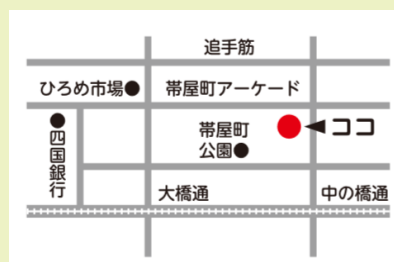 追手筋
ひろめ市場●
帯屋町アーケード
●四国銀行
帯屋町
公園●
◀ココ
大橋通
中の橋通